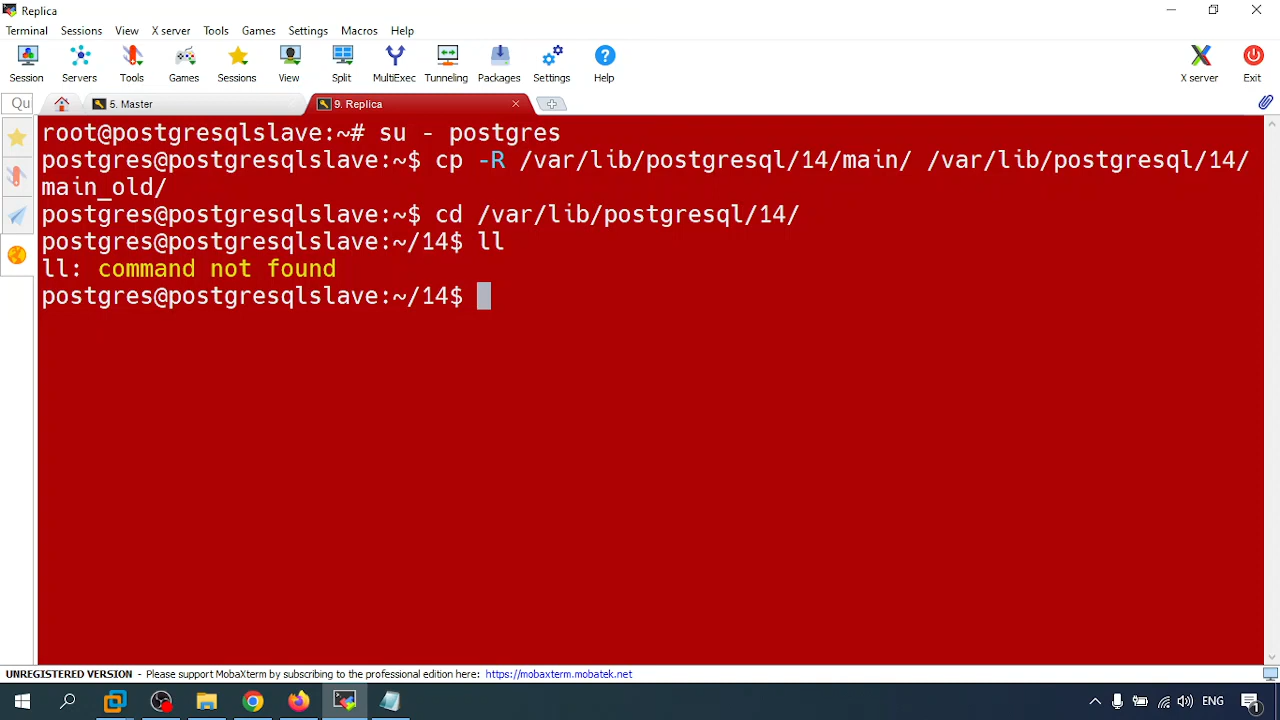 Replica
Terminal Sessions View X server Tools Games Settings Macros Help
Session Servers Tools Games Sessions View Split MultiExec Tunneling Packages Settings Help X server Exit
Qu 5. Master 9. Replica
root@postgresqlslave:~# su - postgres
postgres@postgresqlslave:~$ cp -R /var/lib/postgresql/14/main/ /var/lib/postgresql/14/
main_old/
postgres@postgresqlslave:~$ cd /var/lib/postgresql/14/
postgres@postgresqlslave:~/14$ ll
ll: command not found
postgres@postgresqlslave:~/14$
UNREGISTERED VERSION - Please support MobaXterm by subscribing to the professional edition here: https://mobaxterm.mobatek.net
ENG 1